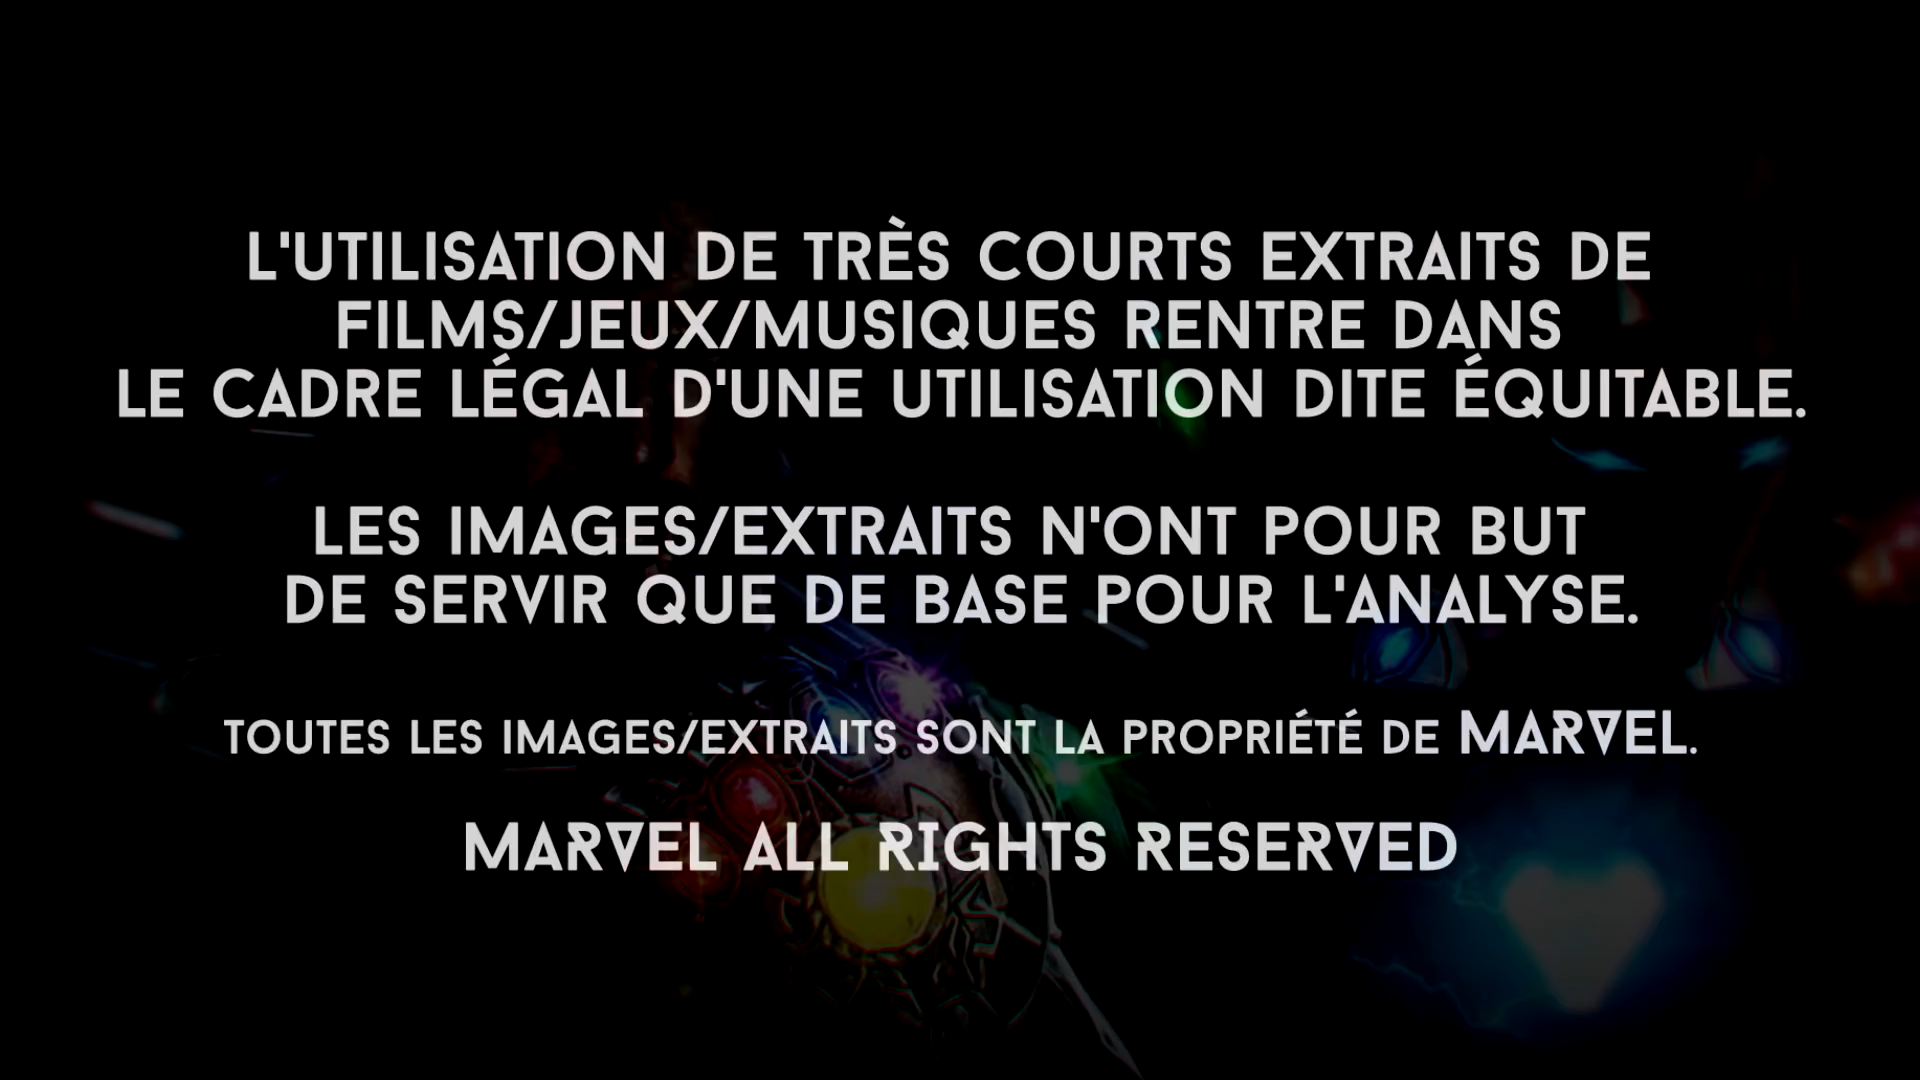 L'UTILISATION DE TRÈS COURTS EXTRAITS DE
FILMS/JEUX/MUSIQUES RENTRE DANS
LE CADRE LÉGAL D'UNE UTILISATION DITE ÉQUITABLE.
LES IMAGES/EXTRAITS N'ONT POUR BUT
DE SERVIR QUE DE BASE POUR L'ANALYSE.
TOUTES LES IMAGES/EXTRAITS SONT LA PROPRIÉTÉ DE MARVEL.
MARVEL ALL RIGHTS RESERVED